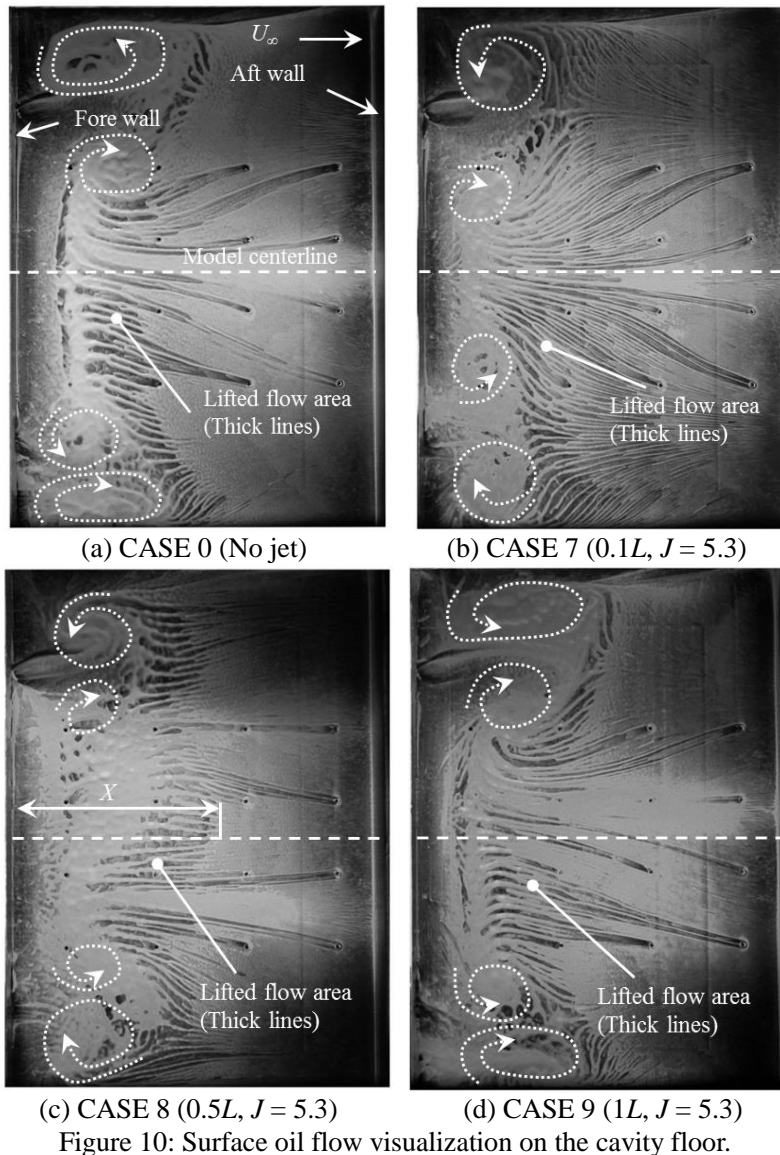 U∞
Aft wall
Fore wall
Model centerline
Lifted flow area
(Thick lines)
(a) CASE 0 (No jet)
Lifted flow area
(Thick lines)
(b) CASE 7 (0.1L, J = 5.3)
X
Lifted flow area
(Thick lines)
(c) CASE 8 (0.5L, J = 5.3)
Lifted flow area
(Thick lines)
(d) CASE 9 (1L, J = 5.3)
Figure 10: Surface oil flow visualization on the cavity floor.